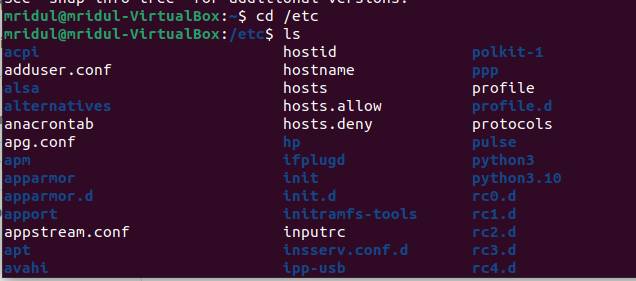 See 'snap info tree' for additional versions.
mridul@mridul-VirtualBox:~$ cd /etc
mridul@mridul-VirtualBox:/etc$ ls
acpi hostid polkit-1
adduser.conf hostname ppp
alsa hosts profile
alternatives hosts.allow profile.d
anacrontab hosts.deny protocols
apg.conf hp pulse
apm ifplugd python3
apparmor init python3.10
apparmor.d init.d rc0.d
apport initramfs-tools rc1.d
appstream.conf inputrc rc2.d
apt insserv.conf.d rc3.d
avahi ipp-usb rc4.d